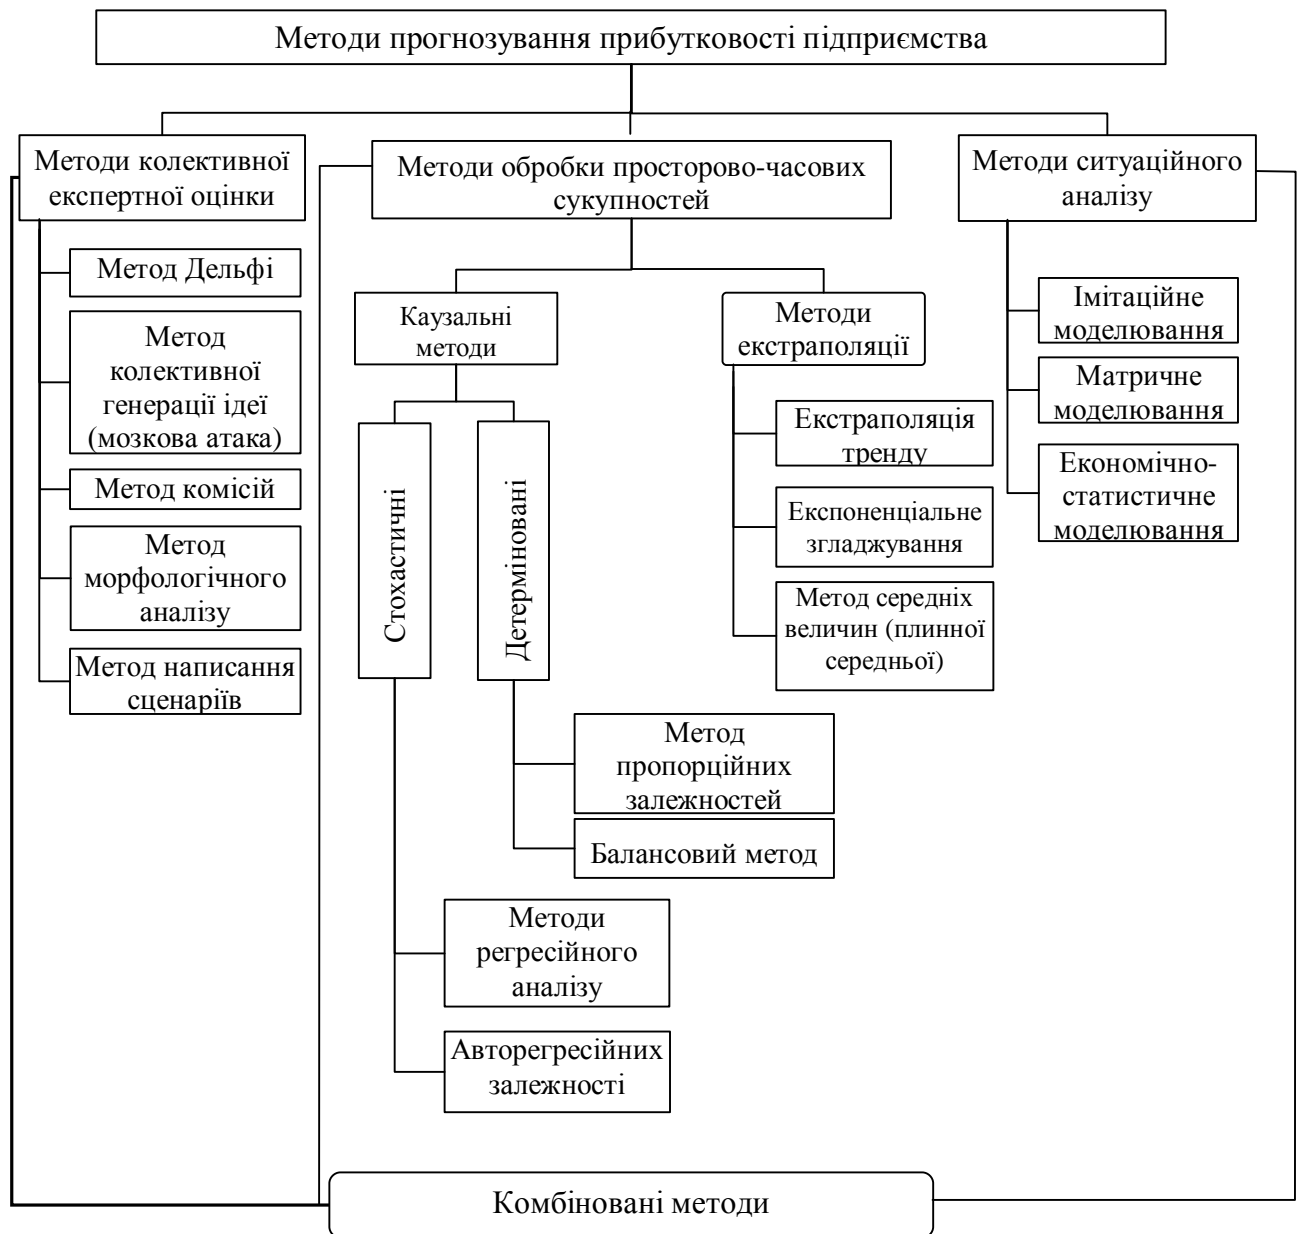 Методи прогнозування прибутковості підприємства
Методи колективної
експертної оцінки
Метод Дельфі
Метод
колективної
генерації ідеї
(мозкова атака)
Метод комісій
Метод
морфологічного
аналізу
Метод написання
сценаріїв
Методи обробки просторово-часових
сукупностей
Каузальні
методи
Стохастичні
Детерміновані
Метод
пропорційних
залежностей
Балансовий метод
Методи
регресійного
аналізу
Авторегресійних
залежності
Методи
екстраполяції
Екстраполяція
тренду
Експоненціальне
згладжування
Метод середніх
величин (плинної
середньої)
Методи ситуаційного
аналізу
Імітаційне
моделювання
Матричне
моделювання
Економічно-
статистичне
моделювання
Комбіновані методи